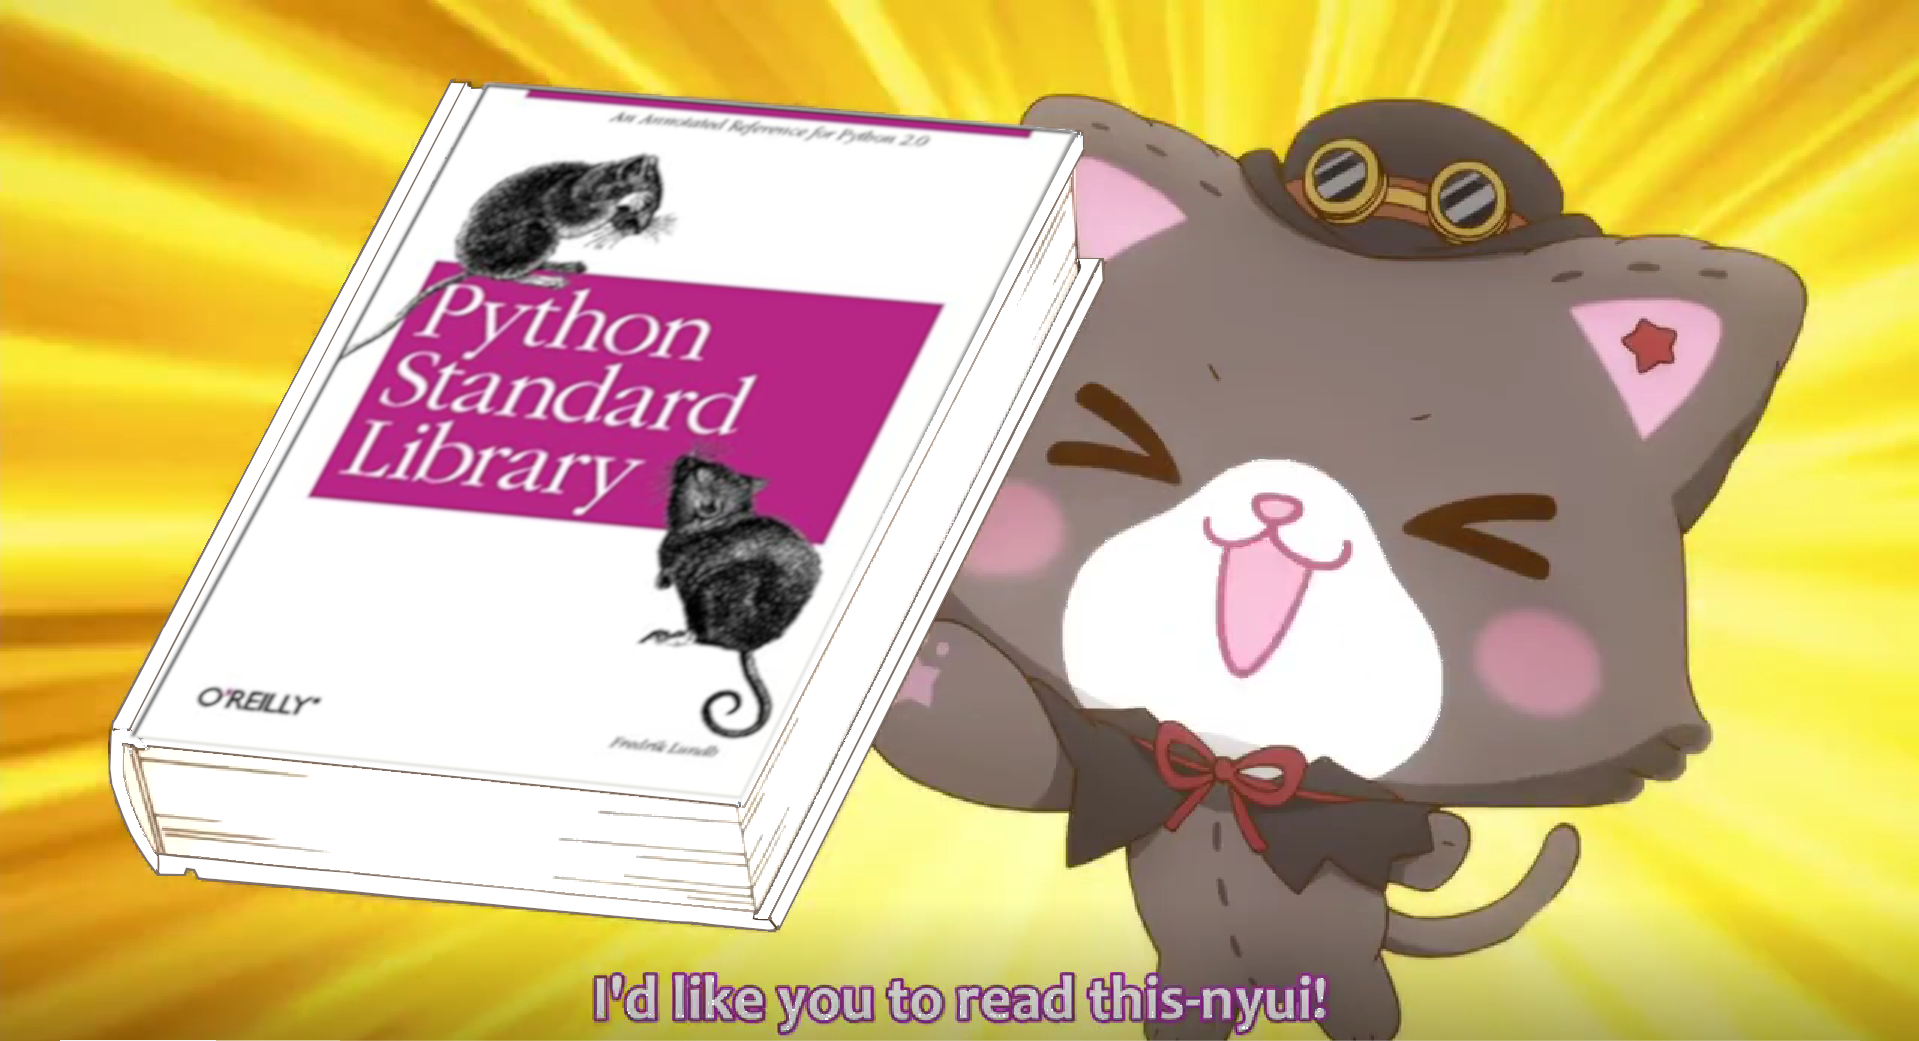 An Annotated Reference for Python 2.0
Python
Standard
Library
O'REILLY®
Fredrik Lundh
I'd like you to read this-nyui!